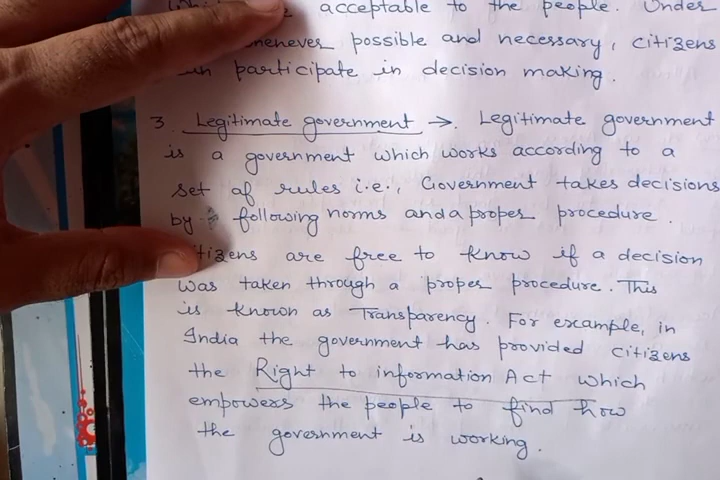 acceptable to the people. Under
whenever possible and necessary, citizens
participate in decision making.
3. Legitimate government →. Legitimate government
is a government which works according to a
set of rules i.e., Government takes decisions
by following norms and a proper procedure.
Citizens are free to know if a decision
was taken through a proper procedure. This
is known as Transparency. For example, in
India the government has provided citizens
the Right to information Act which
empowers the people to find how
the government is working.